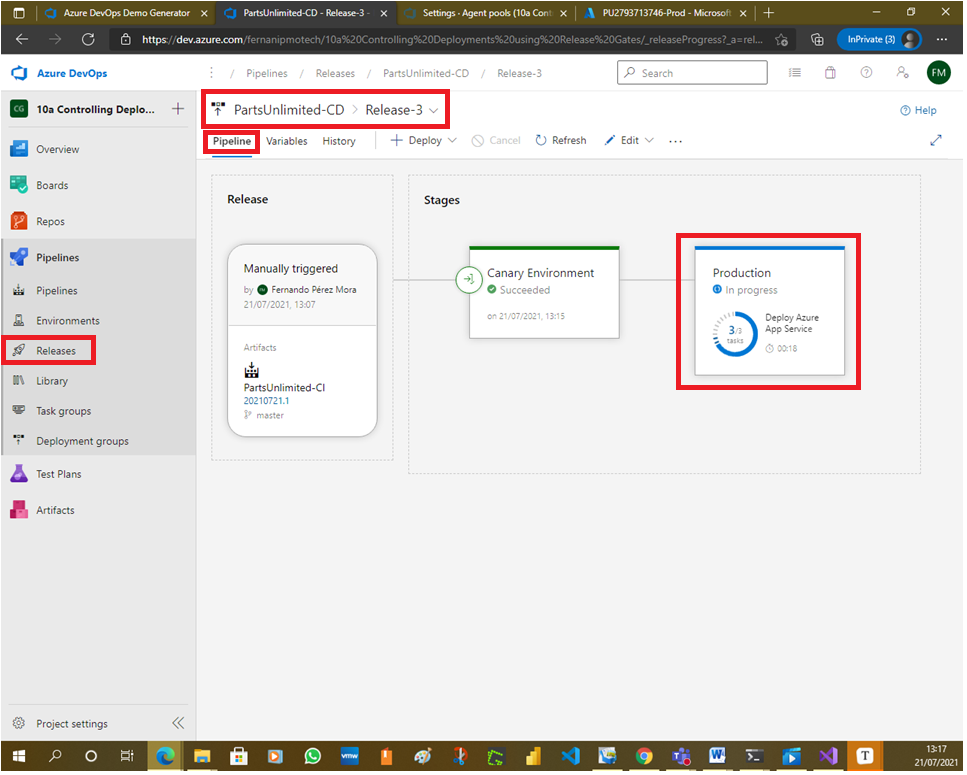 Azure DevOps Demo Generator
PartsUnlimited-CD - Release-3 -
Settings · Agent pools (10a Cont
PU2793713746-Prod - Microsoft
https://dev.azure.com/fernanipmotech/10a%20Controlling%20Deployments%20using%20Release%20Gates/_releaseProgress?_a=rel...
InPrivate (3)
Azure DevOps
/ Pipelines / Releases / PartsUnlimited-CD / Release-3
Search
FM
CG
10a Controlling Deplo...
PartsUnlimited-CD > Release-3
Help
Pipeline
Variables
History
Deploy
Cancel
Refresh
Edit
Overview
Boards
Repos
Pipelines
Pipelines
Environments
Releases
Library
Task groups
Deployment groups
Test Plans
Artifacts
Release
Manually triggered
by FM Fernando Pérez Mora
21/07/2021, 13:07
Artifacts
PartsUnlimited-CI
20210721.1
master
Stages
Canary Environment
Succeeded
on 21/07/2021, 13:15
Production
In progress
3/3
tasks
Deploy Azure
App Service
00:18
Project settings
vmw
T
13:17
21/07/2021